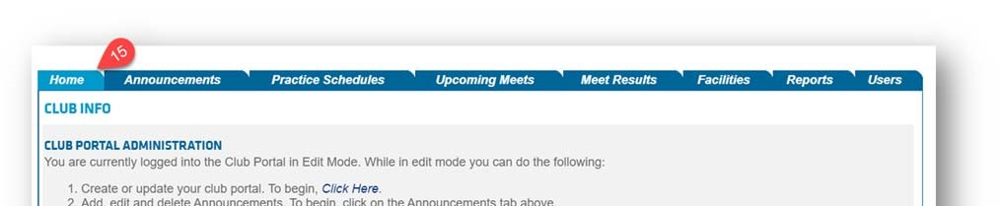 15
Home Announcements Practice Schedules Upcoming Meets Meet Results Facilities Reports Users
CLUB INFO
CLUB PORTAL ADMINISTRATION
You are currently logged into the Club Portal in Edit Mode. While in edit mode you can do the following:
1. Create or update your club portal. To begin, Click Here.
2. Add, edit and delete Announcements. To begin, click on the Announcements tab above.